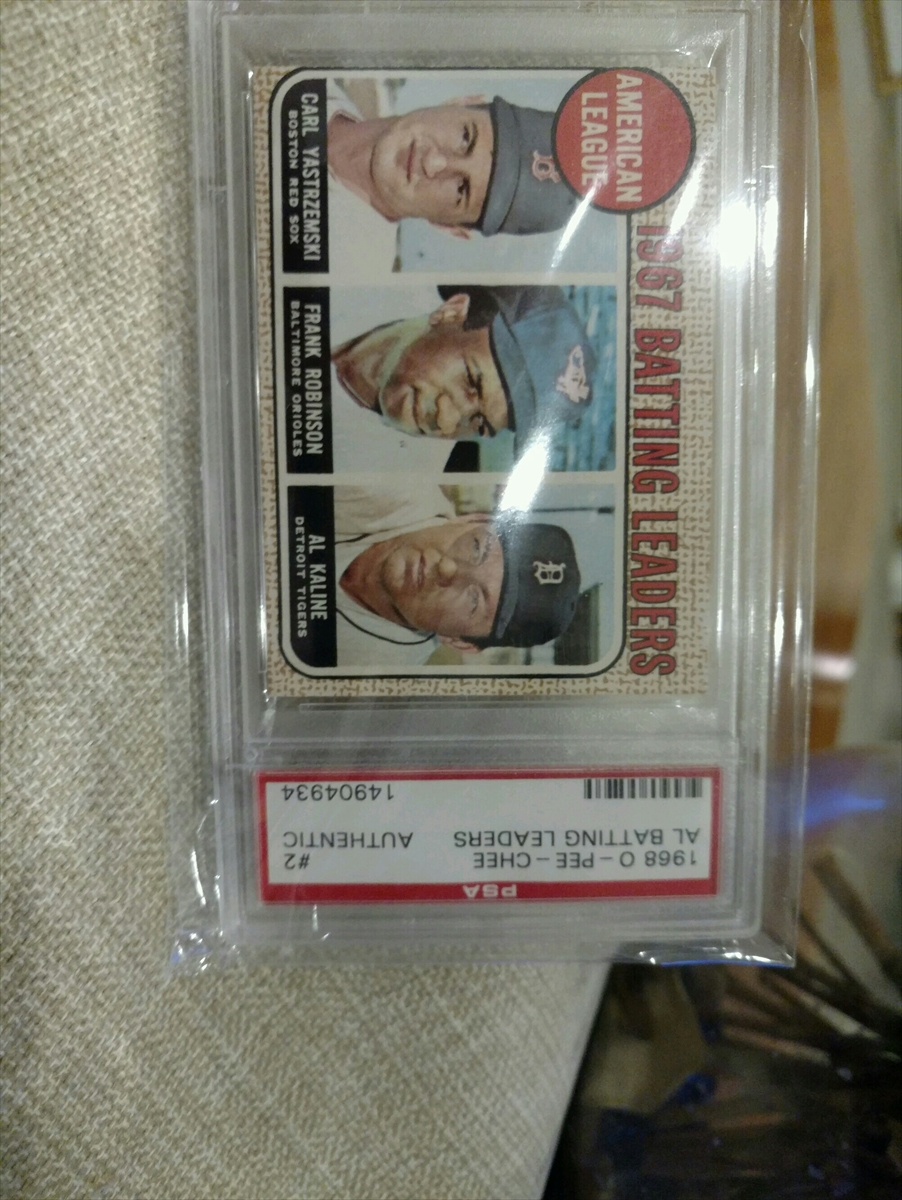 AMERICAN
LEAGUE
1967 BATTING LEADERS
CARL YASTRZEMSKI
BOSTON RED SOX
FRANK ROBINSON
BALTIMORE ORIOLES
AL KALINE
DETROIT TIGERS
PSA
1968 O-PEE-CHEE #2
AL BATTING LEADERS AUTHENTIC
14904934